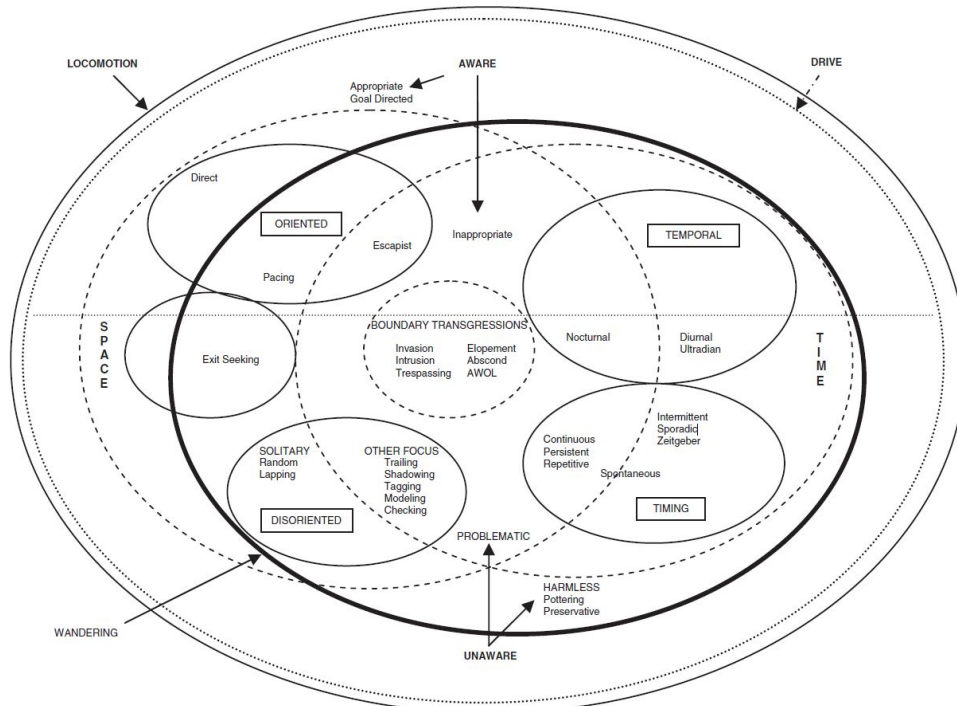 LOCOMOTION
AWARE
DRIVE
Appropriate
Goal Directed
Direct
ORIENTED
Escapist
Pacing
Inappropriate
TEMPORAL
SPACE
Exit Seeking
BOUNDARY TRANSGRESSIONS
Invasion
Intrusion
Trespassing
Elopement
Abscond
AWOL
Nocturnal
Diurnal
Ultradian
TIME
SOLITARY
Random
Lapping
OTHER FOCUS
Trailing
Shadowing
Tagging
Modeling
Checking
DISORIENTED
Continuous
Persistent
Repetitive
Intermittent
Sporadic
Zeitgeber
Spontaneous
TIMING
PROBLEMATIC
HARMLESS
Pottering
Preservative
WANDERING
UNAWARE